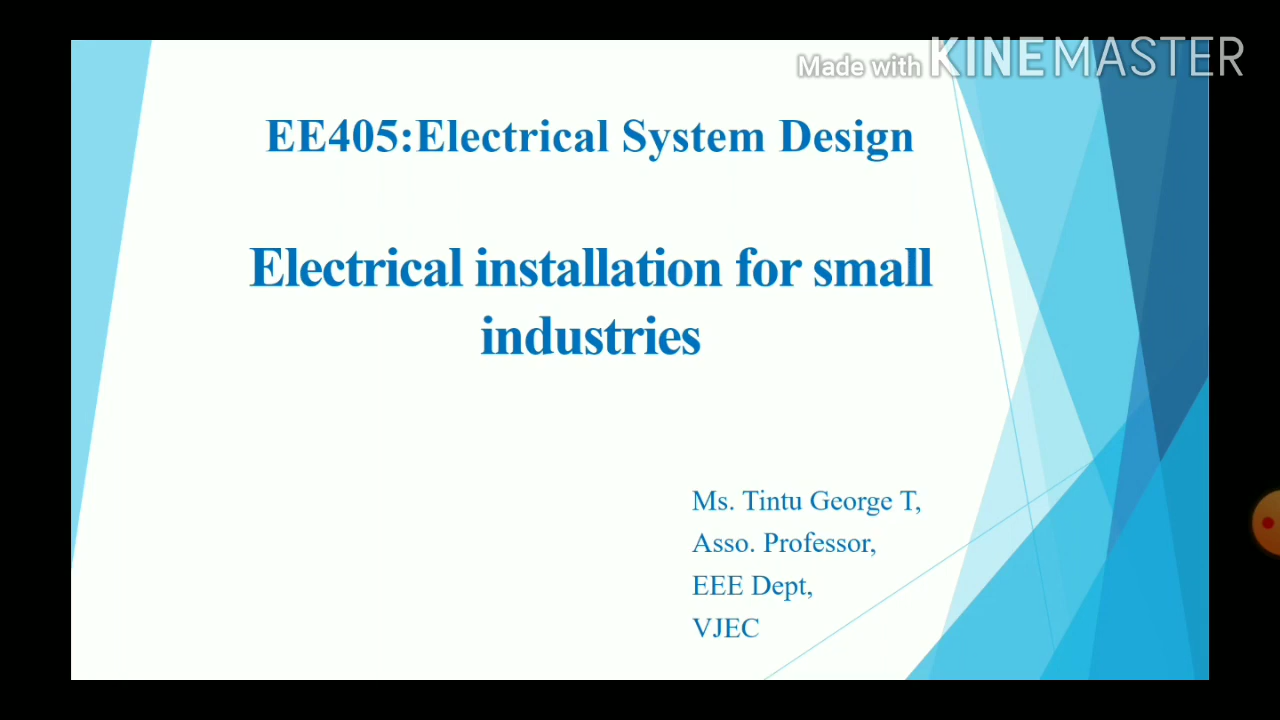 Made with KINEMASTER
EE405:Electrical System Design
Electrical installation for small
industries
Ms. Tintu George T,
Asso. Professor,
EEE Dept,
VJEC